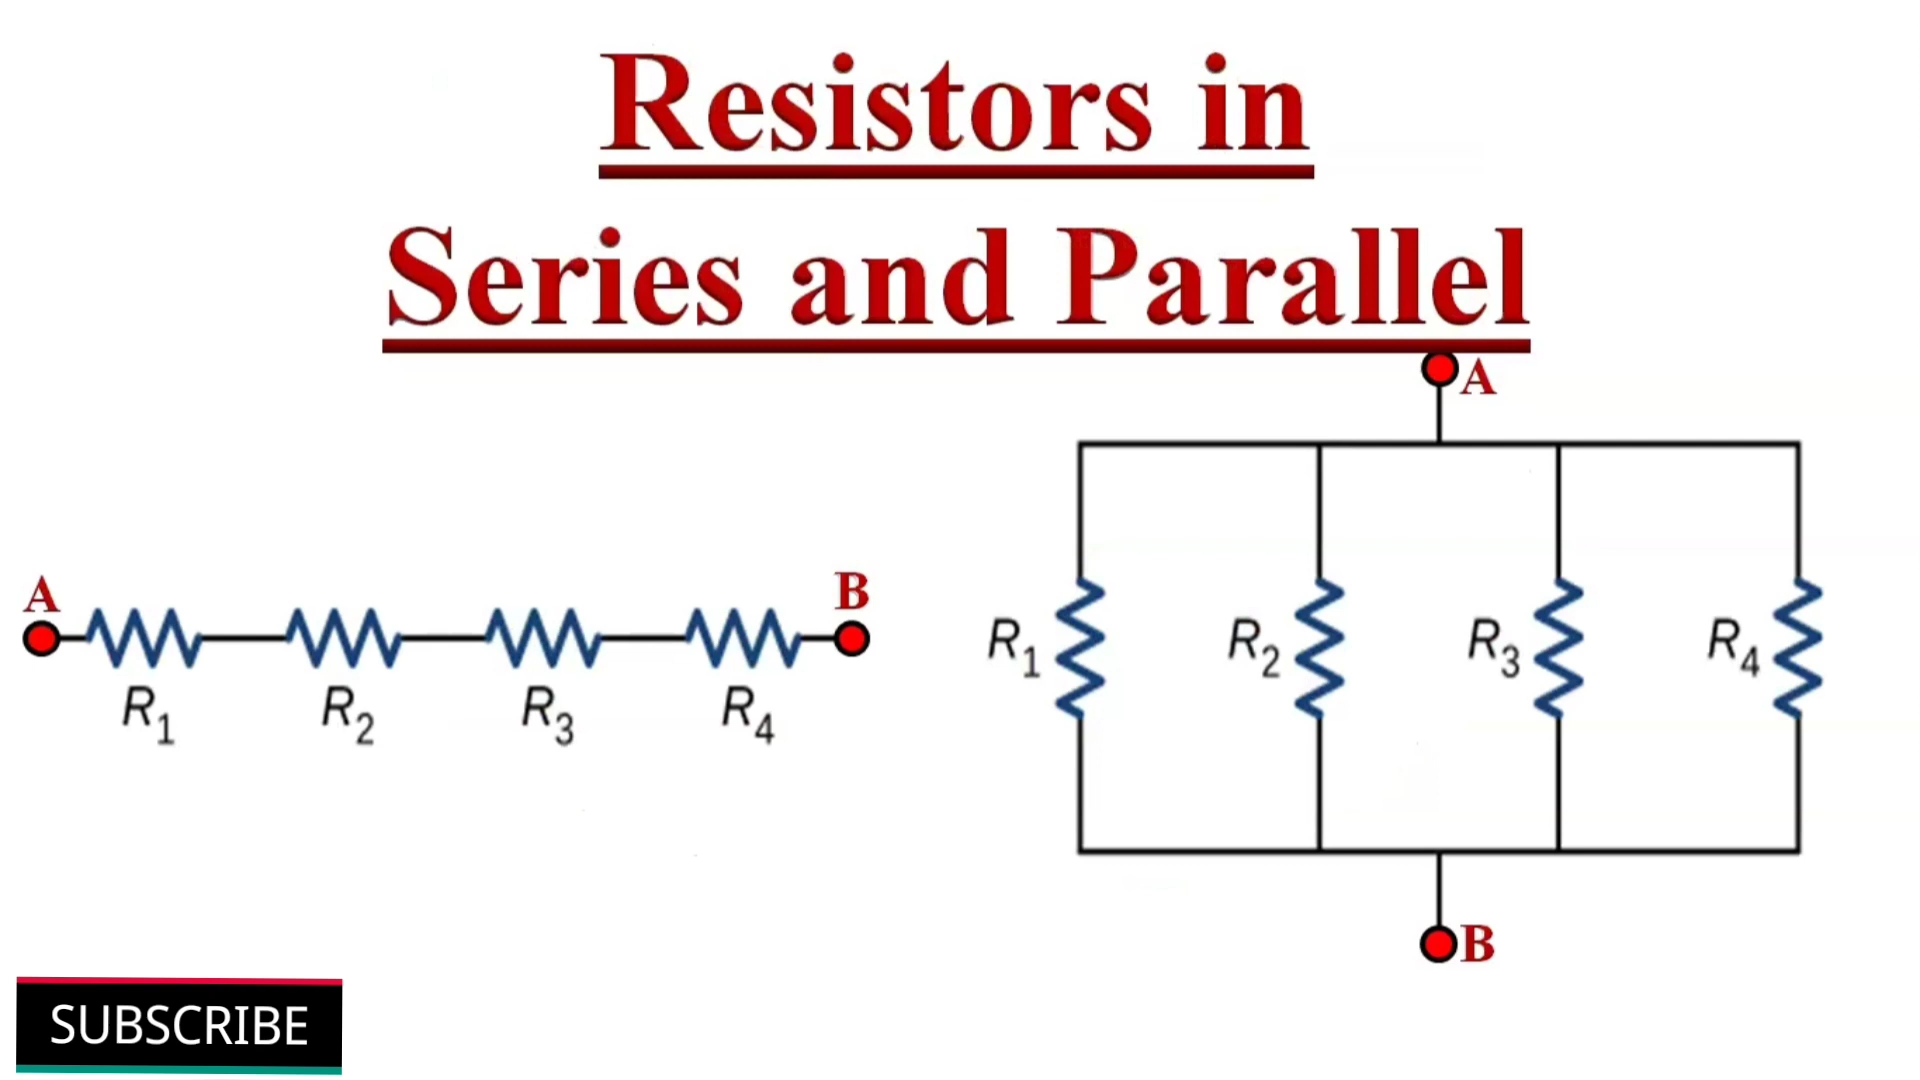 Resistors in
Series and Parallel
A
A B
R1 R2 R3 R4
R1 R2 R3 R4
B
SUBSCRIBE